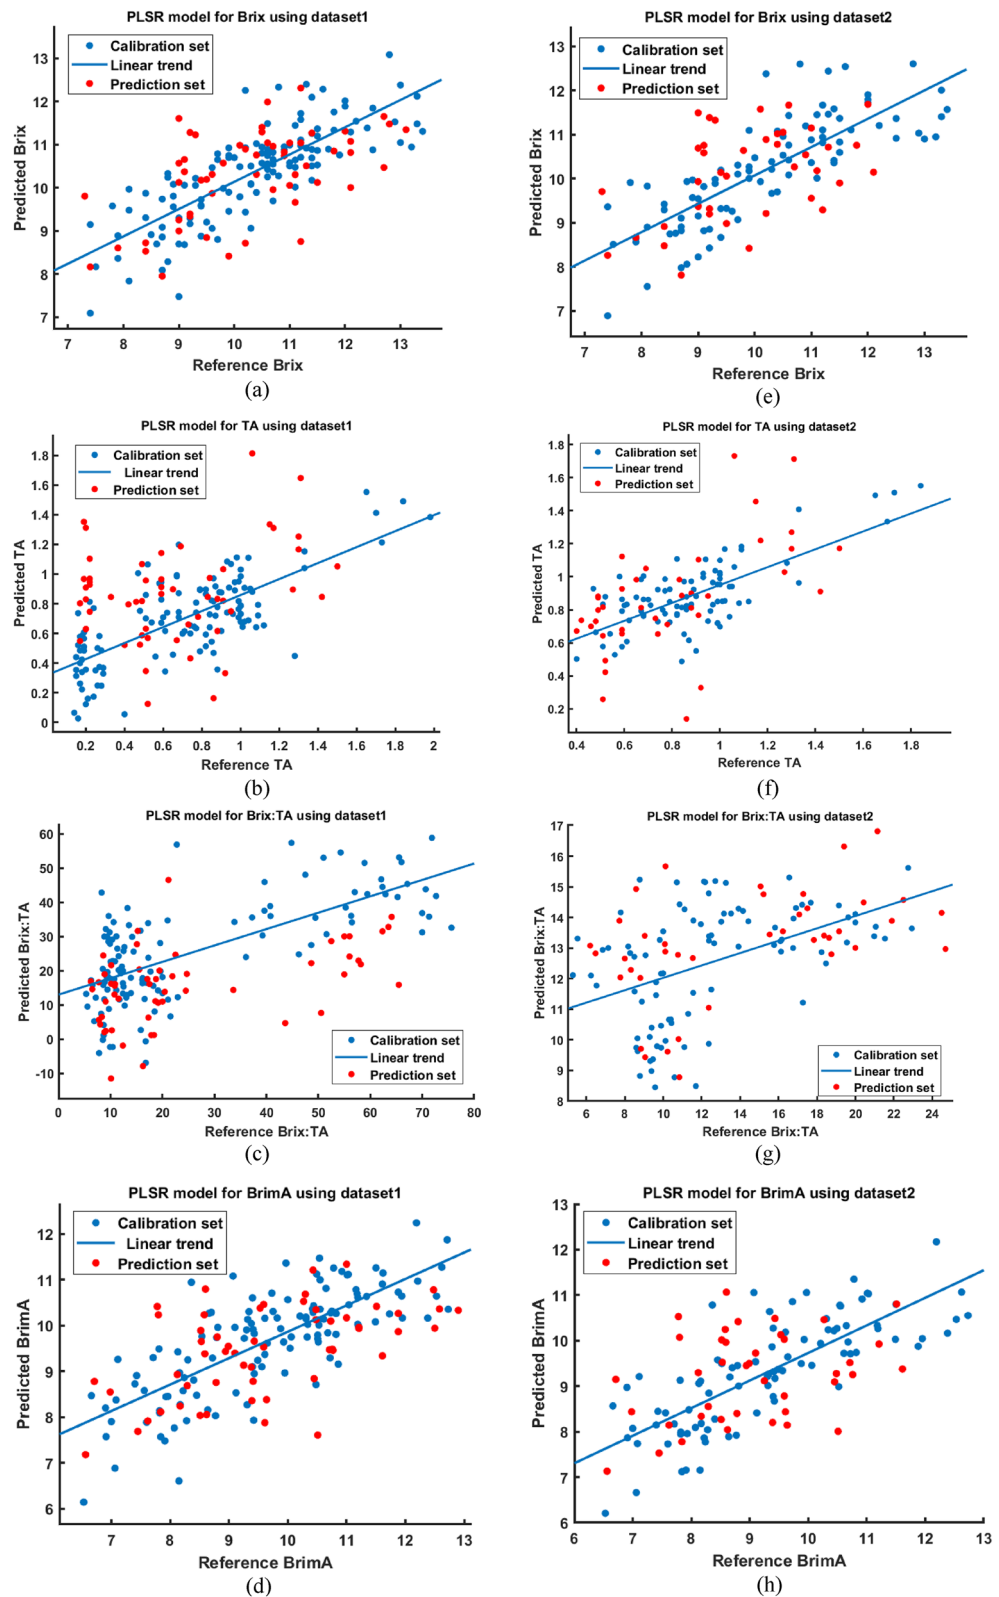 PLSR model for Brix using dataset1
Calibration set
Linear trend
Prediction set
Predicted Brix
13
12
11
10
9
8
7
7 8 9 10 11 12 13
Reference Brix
(a)
PLSR model for Brix using dataset2
Calibration set
Linear trend
Prediction set
Predicted Brix
13
12
11
10
9
8
7
7 8 9 10 11 12 13
Reference Brix
(e)
PLSR model for TA using dataset1
Calibration set
Linear trend
Prediction set
Predicted TA
1.8
1.6
1.4
1.2
1
0.8
0.6
0.4
0.2
0
0.2 0.4 0.6 0.8 1 1.2 1.4 1.6 1.8 2
Reference TA
(b)
PLSR model for TA using dataset2
Calibration set
Linear trend
Prediction set
Predicted TA
1.8
1.6
1.4
1.2
1
0.8
0.6
0.4
0.2
0.4 0.6 0.8 1 1.2 1.4 1.6 1.8
Reference TA
(f)
PLSR model for Brix:TA using dataset1
Predicted Brix:TA
60
50
40
30
20
10
0
-10
Calibration set
Linear trend
Prediction set
0 10 20 30 40 50 60 70 80
Reference Brix:TA
(c)
PLSR model for Brix:TA using dataset2
Predicted Brix:TA
17
16
15
14
13
12
11
10
9
8
Calibration set
Linear trend
Prediction set
6 8 10 12 14 16 18 20 22 24
Reference Brix:TA
(g)
PLSR model for BrimA using dataset1
Calibration set
Linear trend
Prediction set
Predicted BrimA
12
11
10
9
8
7
6
7 8 9 10 11 12 13
Reference BrimA
(d)
PLSR model for BrimA using dataset2
Calibration set
Linear trend
Prediction set
Predicted BrimA
13
12
11
10
9
8
7
6
6 7 8 9 10 11 12 13
Reference BrimA
(h)